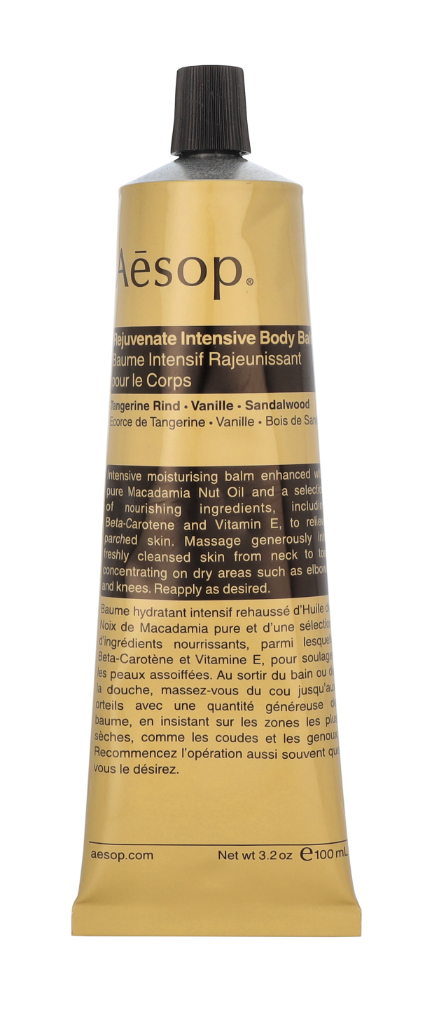 Aēsop®
Rejuvenate Intensive Body Bal
Baume Intensif Rajeunissant
pour le Corps
Tangerine Rind • Vanille • Sandalwood
Écorce de Tangerine • Vanille • Bois de San
Intensive moisturising balm enhanced w
pure Macadamia Nut Oil and a select
of nourishing ingredients, includi
Beta-Carotene and Vitamin E, to relie
parched skin. Massage generously i
freshly cleansed skin from neck to to
concentrating on dry areas such as elbo
and knees. Reapply as desired.
Baume hydratant intensif rehaussé d'Huile d
Noix de Macadamia pure et d'une sélectio
d'ingrédients nourrissants, parmi lesque
Beta-Carotène et Vitamine E, pour soulag
les peaux assoiffées. Au sortir du bain ou d
la douche, massez-vous du cou jusqu'au
orteils avec une quantité généreuse d
baume, en insistant sur les zones les plu
sèches, comme les coudes et les genou
Recommencez l'opération aussi souvent qu
vous le désirez.
aesop.com Net wt 3.2 oz ℮ 100 mL